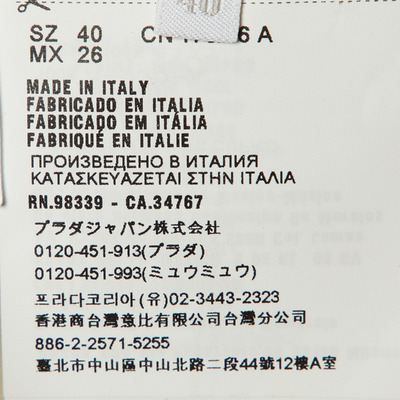 SZ 40
MX 26
MADE IN ITALY
FABRICADO EN ITALIA
FABRICADO EM ITÁLIA
FABRIQUÉ EN ITALIE
ПРОИЗВЕДЕНО В ИТАЛИЯ
ΚΑΤΑΣΚΕΥΑΖΕΤΑΙ ΣΤΗΝ ΙΤΑΛΙΑ
RN.98339 - CA.34767
プラダジャパン株式会社
0120-451-913(プラダ)
0120-451-993(ミュウミュウ)
프라다코리아(유)02-3443-2323
香港商台灣意比有限公司台灣分公司
886-2-2571-5255
臺北市中山區中山北路二段44號12樓A室